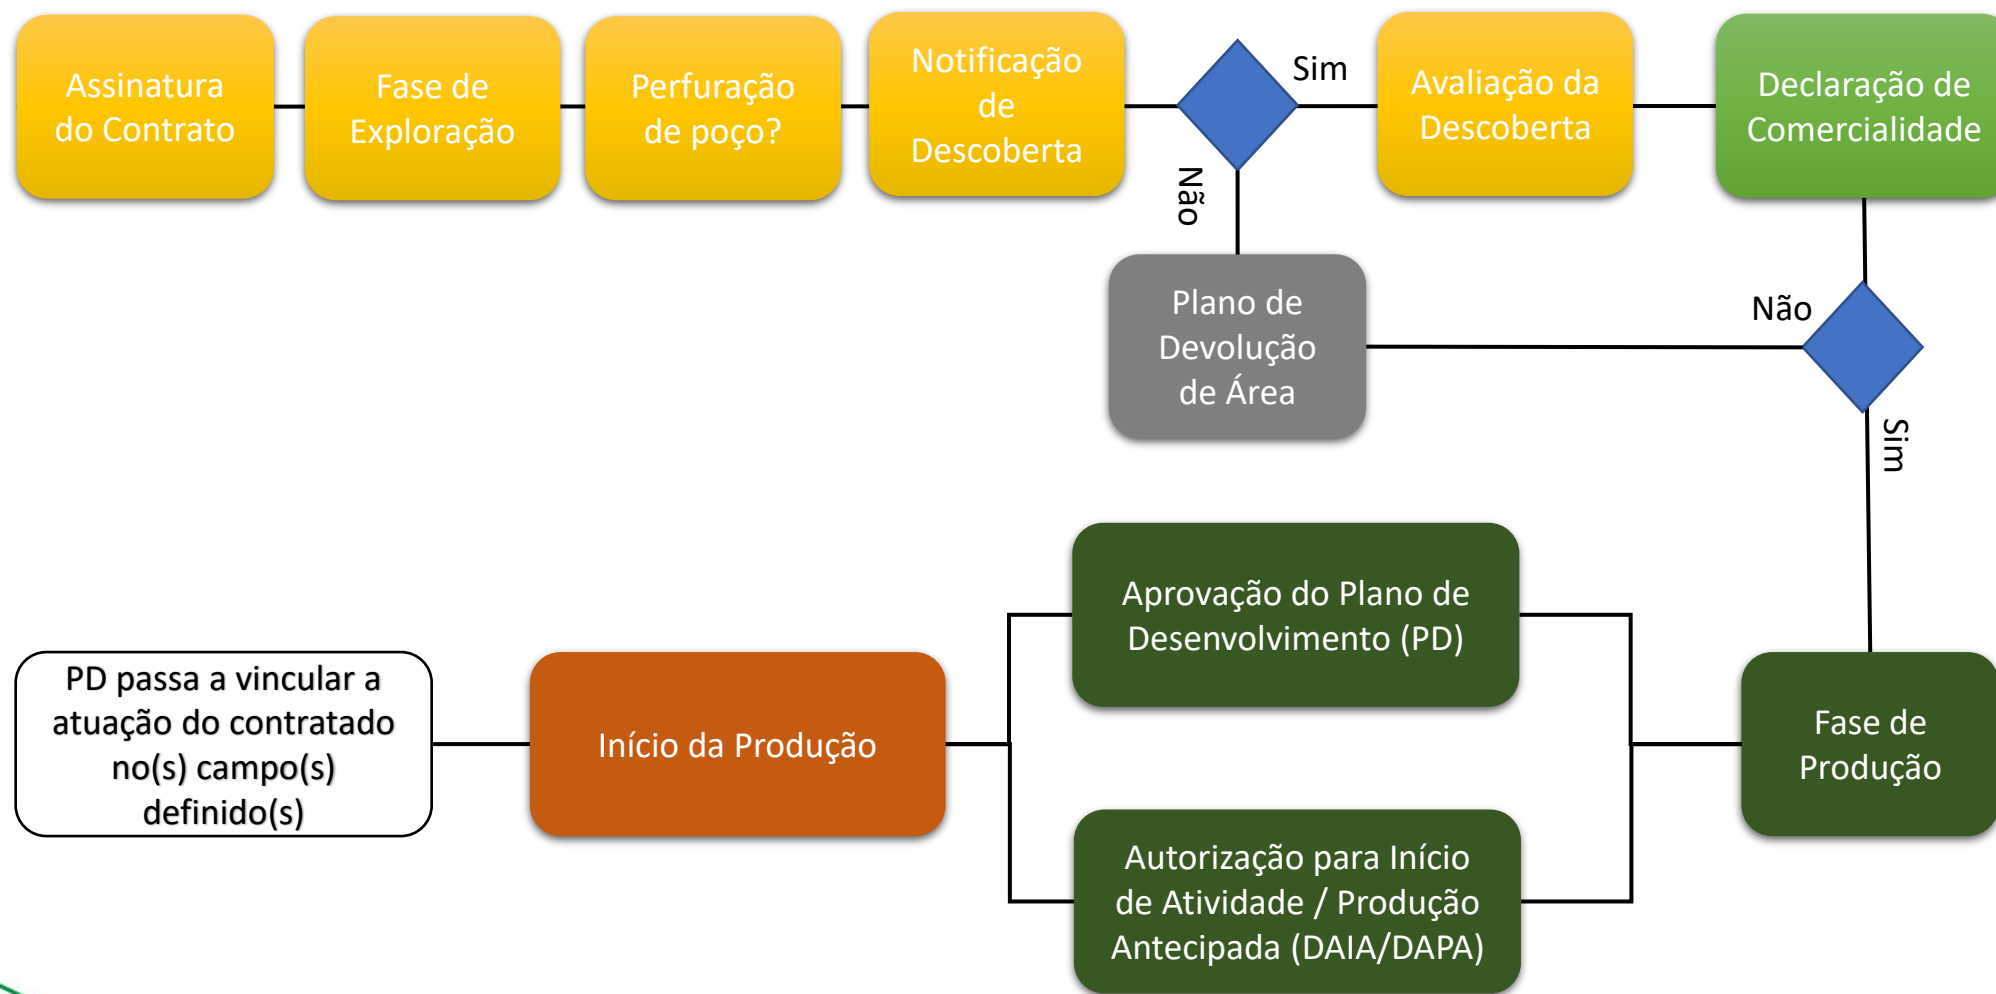 Assinatura
do Contrato
Fase de
Exploração
Perfuração
de poço?
Notificação
de
Descoberta
Sim
Não
Avaliação da
Descoberta
Declaração de
Comercialidade
Plano de
Devolução
de Área
Não
Sim
Fase de
Produção
Aprovação do Plano de
Desenvolvimento (PD)
Autorização para Início
de Atividade / Produção
Antecipada (DAIA/DAPA)
Início da Produção
PD passa a vincular a
atuação do contratado
no(s) campo(s)
definido(s)